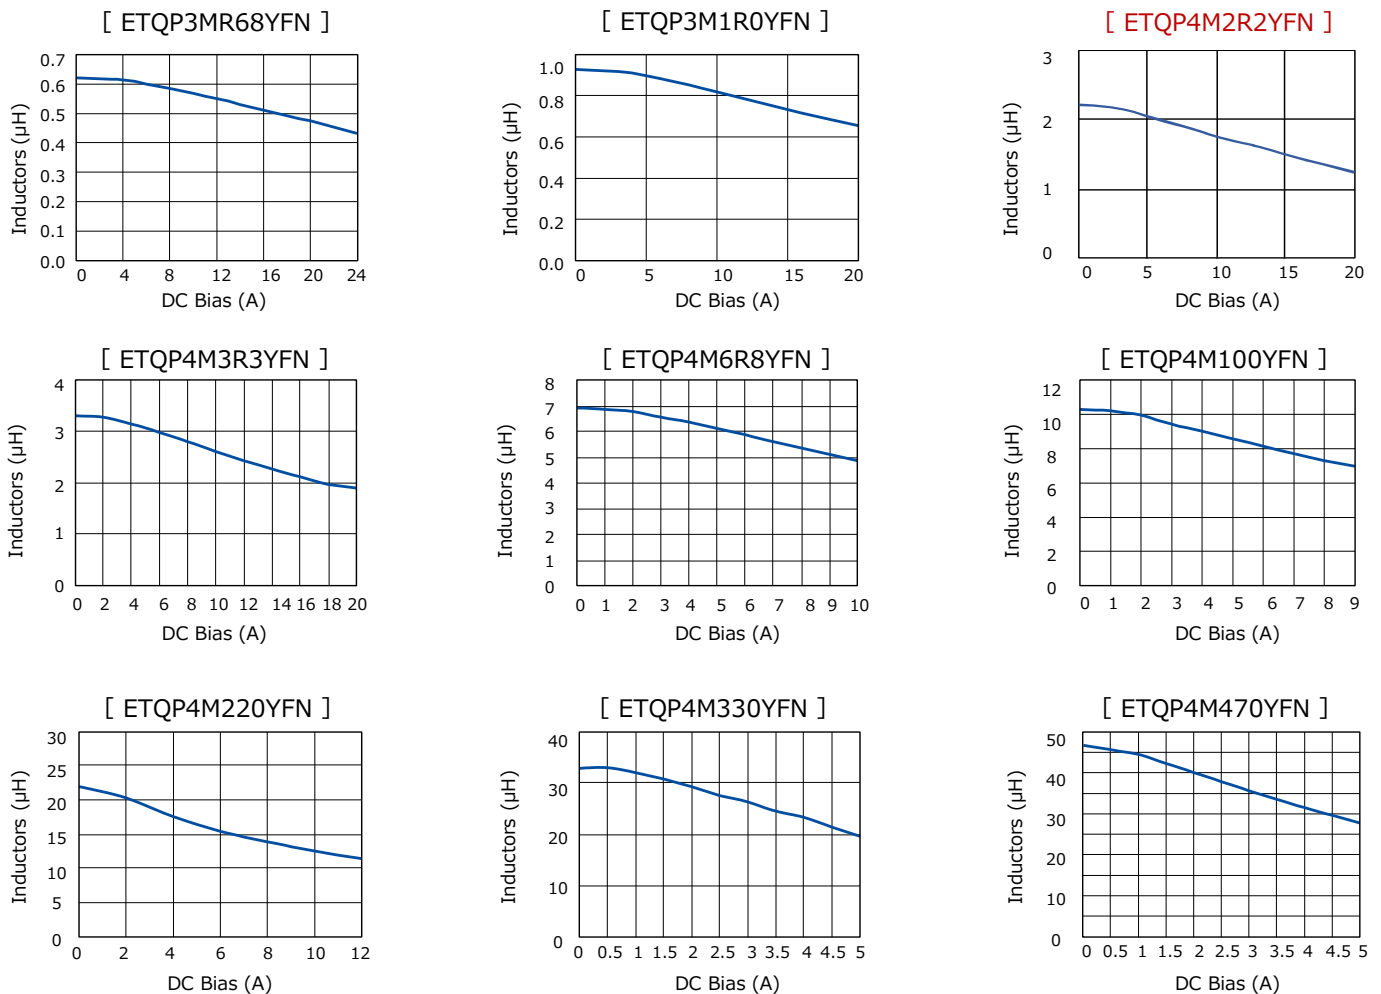 [ ETQP3MR68YFN ]
0.7
0.6
0.5
0.4
0.3
0.2
0.1
0.0
Inductors (μH)
0 4 8 12 16 20 24
DC Bias (A)
[ ETQP3M1R0YFN ]
1.0
0.8
0.6
0.4
0.2
0.0
Inductors (μH)
0 5 10 15 20
DC Bias (A)
[ ETQP4M2R2YFN ]
3
2
1
0
Inductors (μH)
0 5 10 15 20
DC Bias (A)
[ ETQP4M3R3YFN ]
4
3
2
1
0
Inductors (μH)
0 2 4 6 8 10 12 14 16 18 20
DC Bias (A)
[ ETQP4M6R8YFN ]
8
7
6
5
4
3
2
1
0
Inductors (μH)
0 1 2 3 4 5 6 7 8 9 10
DC Bias (A)
[ ETQP4M100YFN ]
12
10
8
6
4
2
0
Inductors (μH)
0 1 2 3 4 5 6 7 8 9
DC Bias (A)
[ ETQP4M220YFN ]
30
25
20
15
10
5
0
Inductors (μH)
0 2 4 6 8 10 12
DC Bias (A)
[ ETQP4M330YFN ]
40
30
20
10
0
Inductors (μH)
0 0.5 1 1.5 2 2.5 3 3.5 4 4.5 5
DC Bias (A)
[ ETQP4M470YFN ]
50
40
30
20
10
0
Inductors (μH)
0 0.5 1 1.5 2 2.5 3 3.5 4 4.5 5
DC Bias (A)